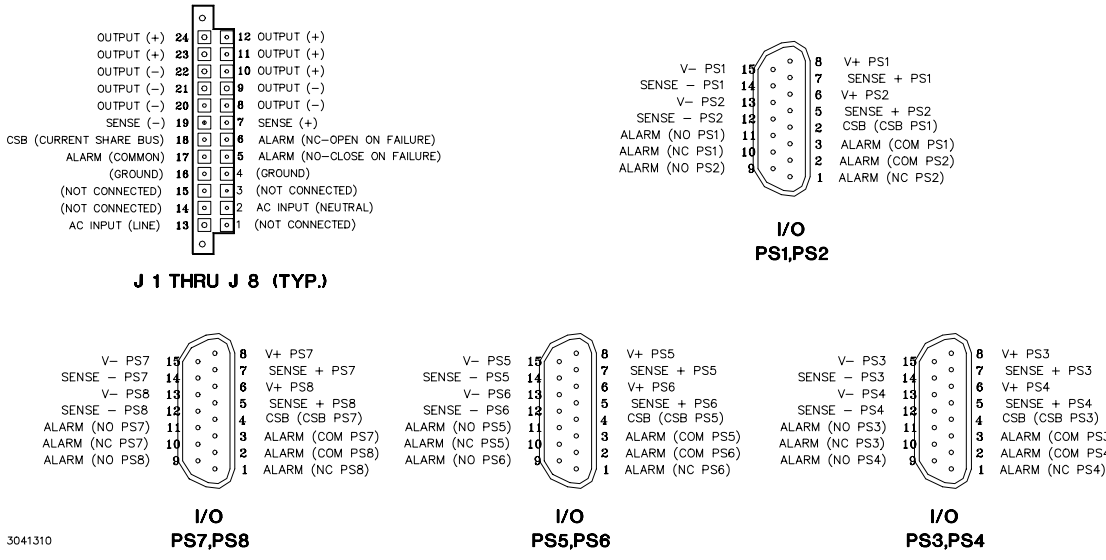 OUTPUT (+) 24 12 OUTPUT (+)
OUTPUT (+) 23 11 OUTPUT (+)
OUTPUT (−) 22 10 OUTPUT (+)
OUTPUT (−) 21 9 OUTPUT (−)
OUTPUT (−) 20 8 OUTPUT (−)
SENSE (−) 19 7 SENSE (+)
CSB (CURRENT SHARE BUS) 18 6 ALARM (NC-OPEN ON FAILURE)
ALARM (COMMON) 17 5 ALARM (NO-CLOSE ON FAILURE)
(GROUND) 16 4 (GROUND)
(NOT CONNECTED) 15 3 (NOT CONNECTED)
(NOT CONNECTED) 14 2 AC INPUT (NEUTRAL)
AC INPUT (LINE) 13 1 (NOT CONNECTED)
J 1 THRU J 8 (TYP.)
8 V+ PS1
V− PS1 15
7 SENSE + PS1
SENSE − PS1 14
6 V+ PS2
V− PS2 13
5 SENSE + PS2
SENSE − PS2 12
2 CSB (CSB PS1)
ALARM (NO PS1) 11
3 ALARM (COM PS1)
ALARM (NC PS1) 10
2 ALARM (COM PS2)
ALARM (NO PS2) 9
1 ALARM (NC PS2)
I/O
PS1,PS2
8 V+ PS7
V− PS7 15
7 SENSE + PS7
SENSE − PS7 14
6 V+ PS8
V− PS8 13
5 SENSE + PS8
SENSE − PS8 12
4 CSB (CSB PS7)
ALARM (NO PS7) 11
3 ALARM (COM PS7)
ALARM (NC PS7) 10
2 ALARM (COM PS8)
ALARM (NO PS8) 9
1 ALARM (NC PS8)
I/O
PS7,PS8
8 V+ PS5
V− PS5 15
7 SENSE + PS5
SENSE − PS5 14
6 V+ PS6
V− PS6 13
5 SENSE + PS6
SENSE − PS6 12
4 CSB (CSB PS5)
ALARM (NO PS5) 11
3 ALARM (COM PS5)
ALARM (NC PS5) 10
2 ALARM (COM PS6)
ALARM (NO PS6) 9
1 ALARM (NC PS6)
I/O
PS5,PS6
8 V+ PS3
V− PS3 15
7 SENSE + PS3
SENSE − PS3 14
6 V+ PS4
V− PS4 13
5 SENSE + PS4
SENSE − PS4 12
4 CSB (CSB PS3)
ALARM (NO PS3) 11
3 ALARM (COM PS3
ALARM (NC PS3) 10
2 ALARM (COM PS4
ALARM (NO PS4) 9
1 ALARM (NC PS4)
I/O
PS3,PS4
3041310